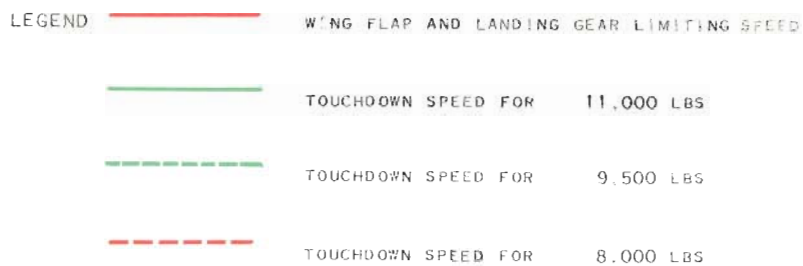 LEGEND WING FLAP AND LANDING GEAR LIMITING SPEED
TOUCHDOWN SPEED FOR 11,000 LBS
TOUCHDOWN SPEED FOR 9,500 LBS
TOUCHDOWN SPEED FOR 8,000 LBS